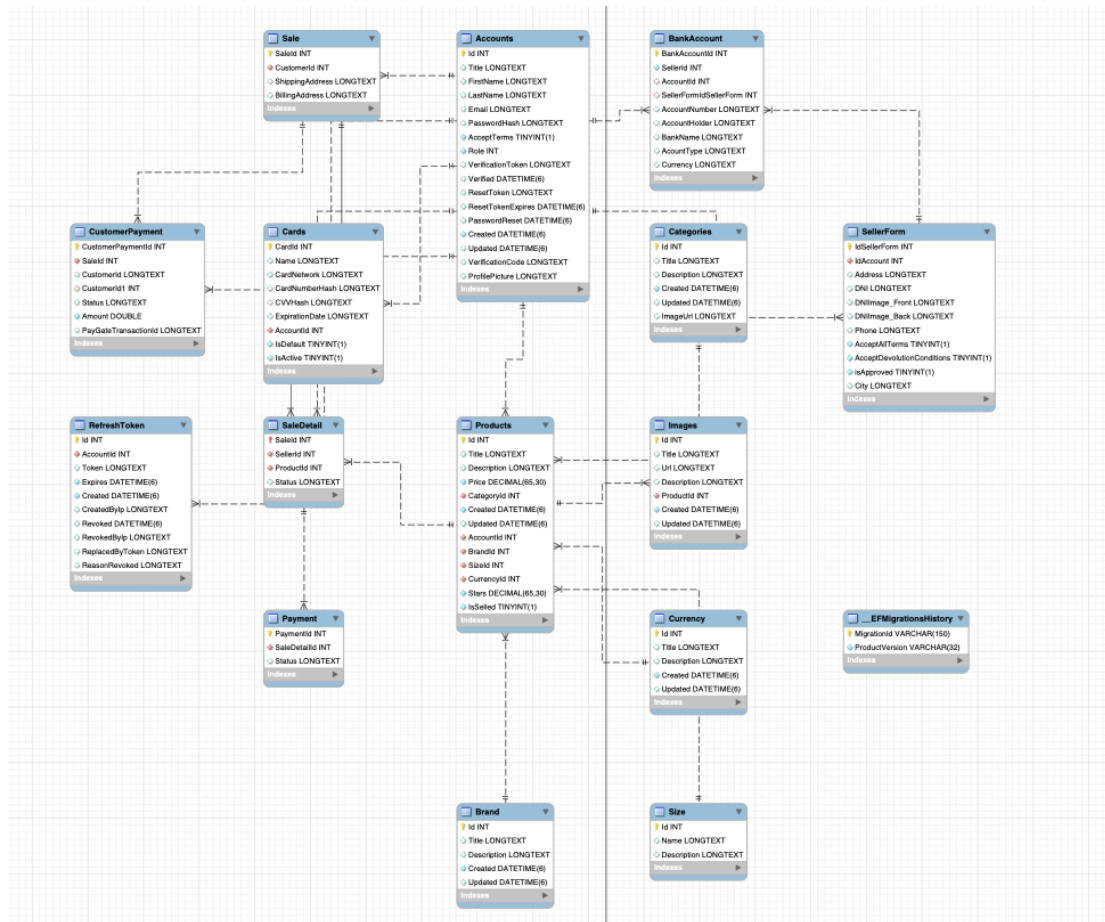 Sale
SaleId INT
CustomerId INT
ShippingAddress LONGTEXT
BillingAddress LONGTEXT
Indexes
Accounts
Id INT
Title LONGTEXT
FirstName LONGTEXT
LastName LONGTEXT
Email LONGTEXT
PasswordHash LONGTEXT
AcceptTerms TINYINT(1)
Role INT
VerificationToken LONGTEXT
Verified DATETIME(6)
ResetToken LONGTEXT
ResetTokenExpires DATETIME(6)
PasswordReset DATETIME(6)
Created DATETIME(6)
Updated DATETIME(6)
VerificationCode LONGTEXT
ProfilePicture LONGTEXT
Indexes
BankAccount
BankAccountId INT
SellerId INT
AccountId INT
SellerFormIdSellerForm INT
AccountNumber LONGTEXT
AccountHolder LONGTEXT
BankName LONGTEXT
AcountType LONGTEXT
Currency LONGTEXT
Indexes
CustomerPayment
CustomerPaymentId INT
SaleId INT
CustomerId LONGTEXT
CustomerId1 INT
Status LONGTEXT
Amount DOUBLE
PayGateTransactionId LONGTEXT
Indexes
Cards
CardId INT
Name LONGTEXT
CardNetwork LONGTEXT
CardNumberHash LONGTEXT
CVVHash LONGTEXT
ExpirationDate LONGTEXT
AccountId INT
IsDefault TINYINT(1)
IsActive TINYINT(1)
Indexes
Categories
Id INT
Title LONGTEXT
Description LONGTEXT
Created DATETIME(6)
Updated DATETIME(6)
ImageUrl LONGTEXT
Indexes
SellerForm
IdSellerForm INT
IdAccount INT
Address LONGTEXT
DNI LONGTEXT
DNIImage_Front LONGTEXT
DNIImage_Back LONGTEXT
Phone LONGTEXT
AcceptAllTerms TINYINT(1)
AcceptDevolutionConditions TINYINT(1)
isApproved TINYINT(1)
City LONGTEXT
Indexes
RefreshToken
Id INT
AccountId INT
Token LONGTEXT
Expires DATETIME(6)
Created DATETIME(6)
CreatedByIp LONGTEXT
Revoked DATETIME(6)
RevokedByIp LONGTEXT
ReplacedByToken LONGTEXT
ReasonRevoked LONGTEXT
Indexes
SaleDetail
SaleId INT
SellerId INT
ProductId INT
Status LONGTEXT
Indexes
Products
Id INT
Title LONGTEXT
Description LONGTEXT
Price DECIMAL(65,30)
CategoryId INT
Created DATETIME(6)
Updated DATETIME(6)
AccountId INT
BrandId INT
SizeId INT
CurrencyId INT
Stars DECIMAL(65,30)
IsSelled TINYINT(1)
Indexes
Images
Id INT
Title LONGTEXT
Url LONGTEXT
Description LONGTEXT
ProductId INT
Created DATETIME(6)
Updated DATETIME(6)
Indexes
Payment
PaymentId INT
SaleDetailId INT
Status LONGTEXT
Indexes
Currency
Id INT
Title LONGTEXT
Description LONGTEXT
Created DATETIME(6)
Updated DATETIME(6)
Indexes
__EFMigrationsHistory
MigrationId VARCHAR(150)
ProductVersion VARCHAR(32)
Indexes
Brand
Id INT
Title LONGTEXT
Description LONGTEXT
Created DATETIME(6)
Updated DATETIME(6)
Indexes
Size
Id INT
Name LONGTEXT
Description LONGTEXT
Indexes